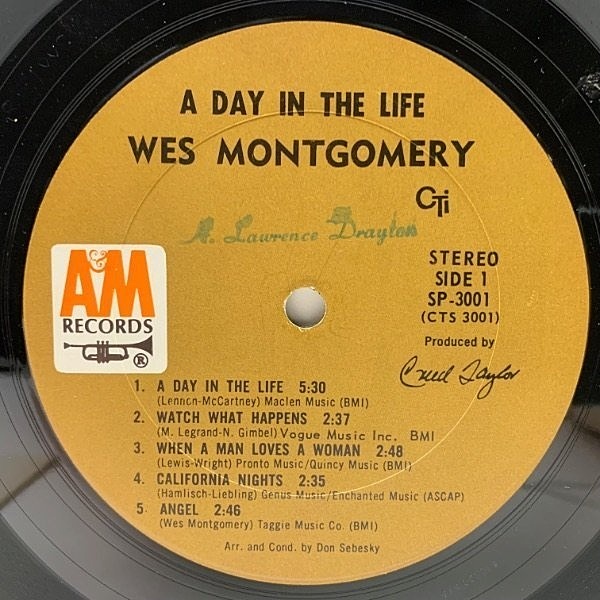 A DAY IN THE LIFE
WES MONTGOMERY
CTi
A. Lawrence Drayton
STEREO
SIDE 1
SP-3001
(CTS 3001)
Produced by
Creed Taylor
A&M
RECORDS
®
1. A DAY IN THE LIFE 5:30
(Lennon-McCartney) Maclen Music (BMI)
2. WATCH WHAT HAPPENS 2:37
(M. Legrand-N. Gimbel) Vogue Music Inc. BMI
3. WHEN A MAN LOVES A WOMAN 2:48
(Lewis-Wright) Pronto Music/Quincy Music (BMI)
4. CALIFORNIA NIGHTS 2:35
(Hamlisch-Liebling) Genus Music/Enchanted Music (ASCAP)
5. ANGEL 2:46
(Wes Montgomery) Taggie Music Co. (BMI)
Arr. and Cond. by Don Sebesky